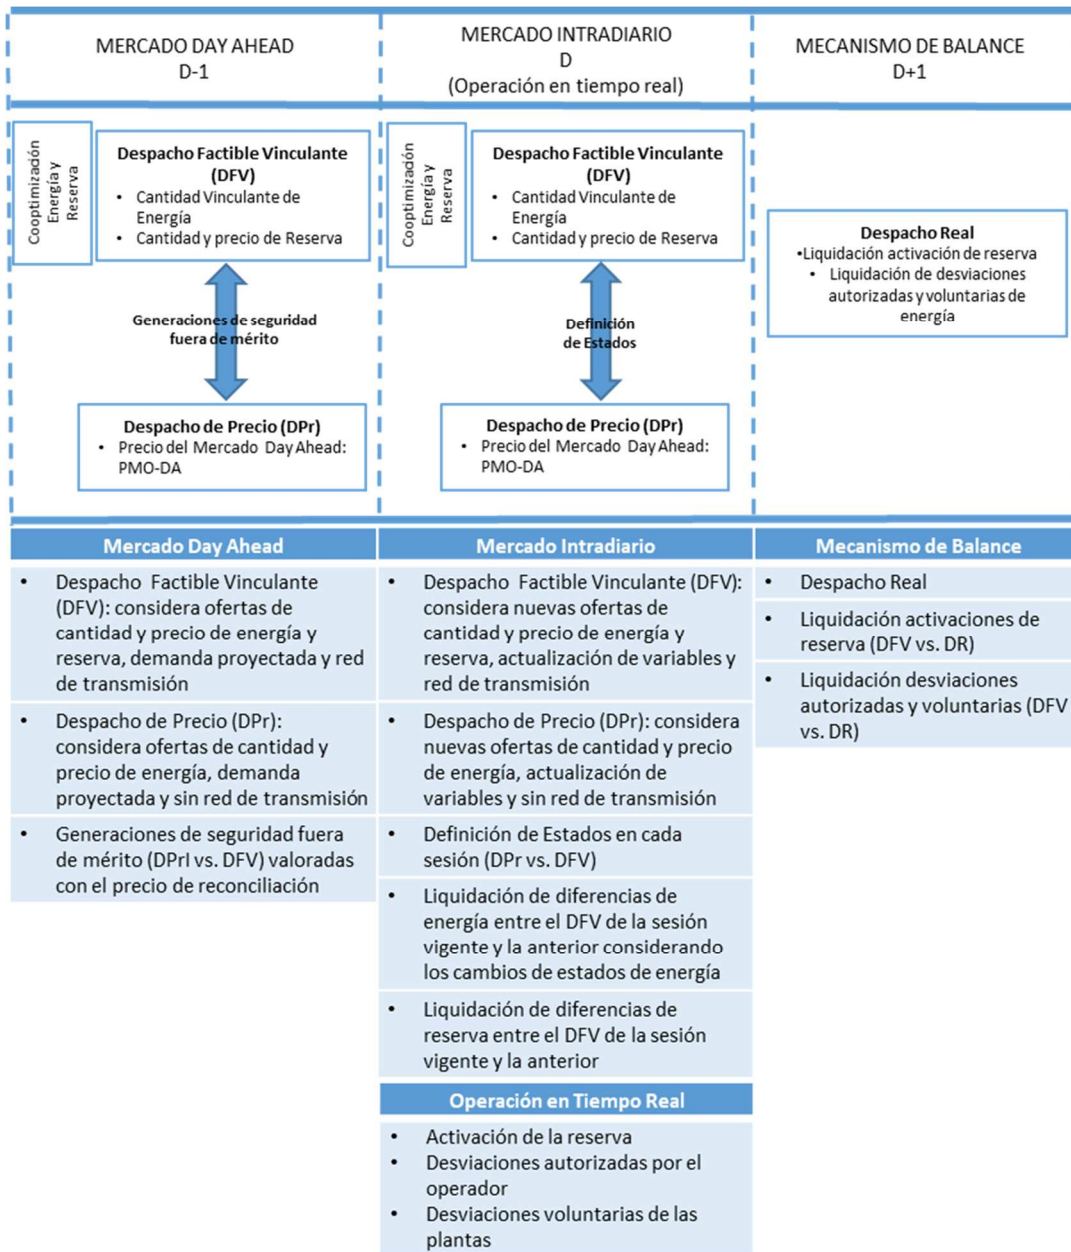 MERCADO DAY AHEAD
D-1
MERCADO INTRADIARIO
D
(Operación en tiempo real)
MECANISMO DE BALANCE
D+1
Cooptimización
Energía y
Reserva
Despacho Factible Vinculante
(DFV)
• Cantidad Vinculante de
Energía
• Cantidad y precio de Reserva
Generaciones de seguridad
fuera de mérito
Despacho de Precio (DPr)
• Precio del Mercado Day Ahead:
PMO-DA
Cooptimización
Energía y
Reserva
Despacho Factible Vinculante
(DFV)
• Cantidad Vinculante de
Energía
• Cantidad y precio de Reserva
Definición
de Estados
Despacho de Precio (DPr)
• Precio del Mercado Day Ahead:
PMO-DA
Despacho Real
•Liquidación activación de reserva
• Liquidación de desviaciones
autorizadas y voluntarias de
energía
Mercado Day Ahead
• Despacho Factible Vinculante
(DFV): considera ofertas de
cantidad y precio de energía y
reserva, demanda proyectada y red
de transmisión
• Despacho de Precio (DPr):
considera ofertas de cantidad y
precio de energía, demanda
proyectada y sin red de transmisión
• Generaciones de seguridad fuera
de mérito (DPrI vs. DFV) valoradas
con el precio de reconciliación
Mercado Intradiario
• Despacho Factible Vinculante (DFV):
considera nuevas ofertas de
cantidad y precio de energía y
reserva, actualización de variables y
red de transmisión
• Despacho de Precio (DPr): considera
nuevas ofertas de cantidad y precio
de energía, actualización de
variables y sin red de transmisión
• Definición de Estados en cada
sesión (DPr vs. DFV)
• Liquidación de diferencias de
energía entre el DFV de la sesión
vigente y la anterior considerando
los cambios de estados de energía
• Liquidación de diferencias de
reserva entre el DFV de la sesión
vigente y la anterior
Operación en Tiempo Real
• Activación de la reserva
• Desviaciones autorizadas por el
operador
• Desviaciones voluntarias de las
plantas
Mecanismo de Balance
• Despacho Real
• Liquidación activaciones de
reserva (DFV vs. DR)
• Liquidación desviaciones
autorizadas y voluntarias (DFV
vs. DR)